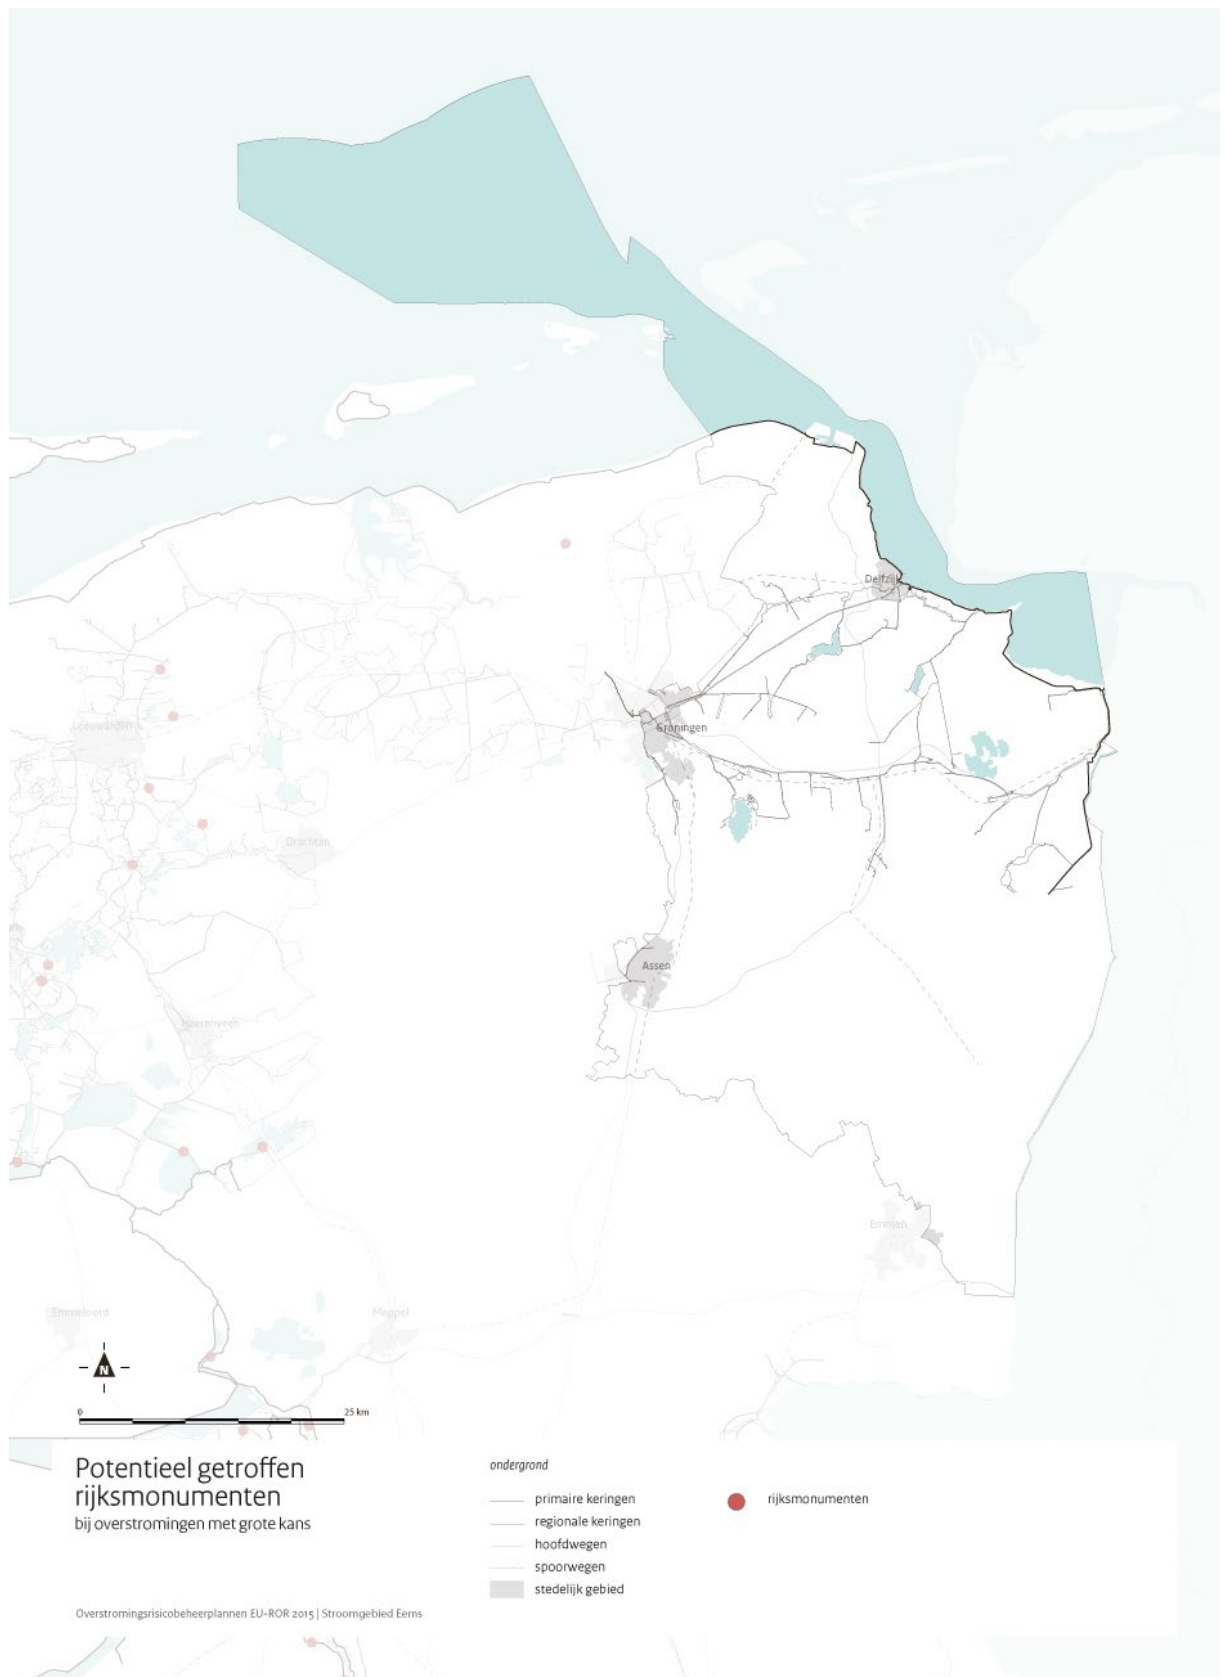 Delfzijl
Leeuwarden
Groningen
Drachten
Assen
Heerenveen
Emmen
Emmeloord
Meppel
N
0
25 km
Potentieel getroffen
rijksmonumenten
bij overstromingen met grote kans
ondergrond
primaire keringen
regionale keringen
hoofdwegen
spoorwegen
stedelijk gebied
rijksmonumenten
Overstromingsrisicobeheerplannen EU-ROR 2015 | Stroomgebied Eems